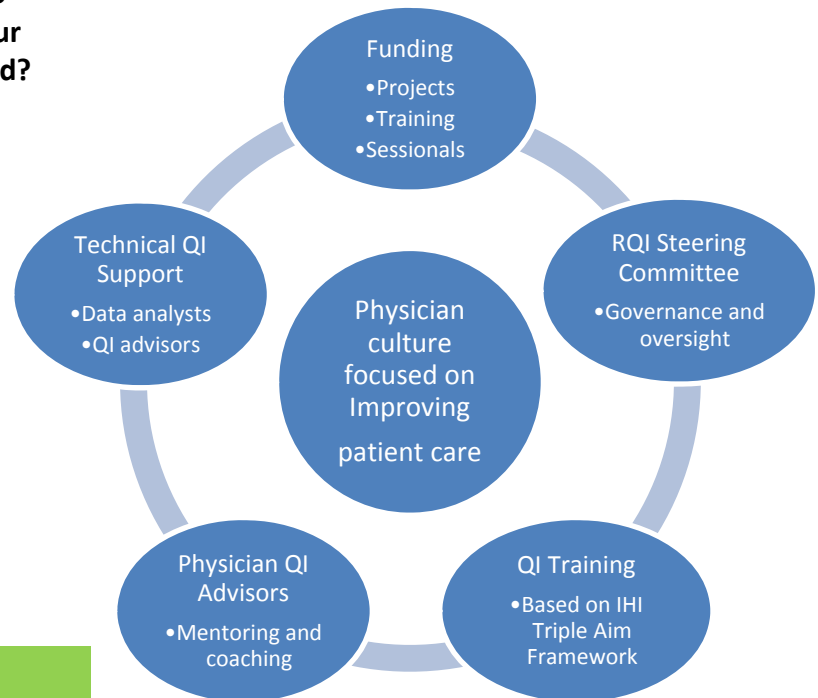 d?
Funding
•Projects
•Training
•Sessionals
RQI Steering
Committee
•Governance and
oversight
QI Training
•Based on IHI
Triple Aim
Framework
Physician QI
Advisors
•Mentoring and
coaching
Technical QI
Support
•Data analysts
•QI advisors
Physician
culture
focused on
Improving
patient care